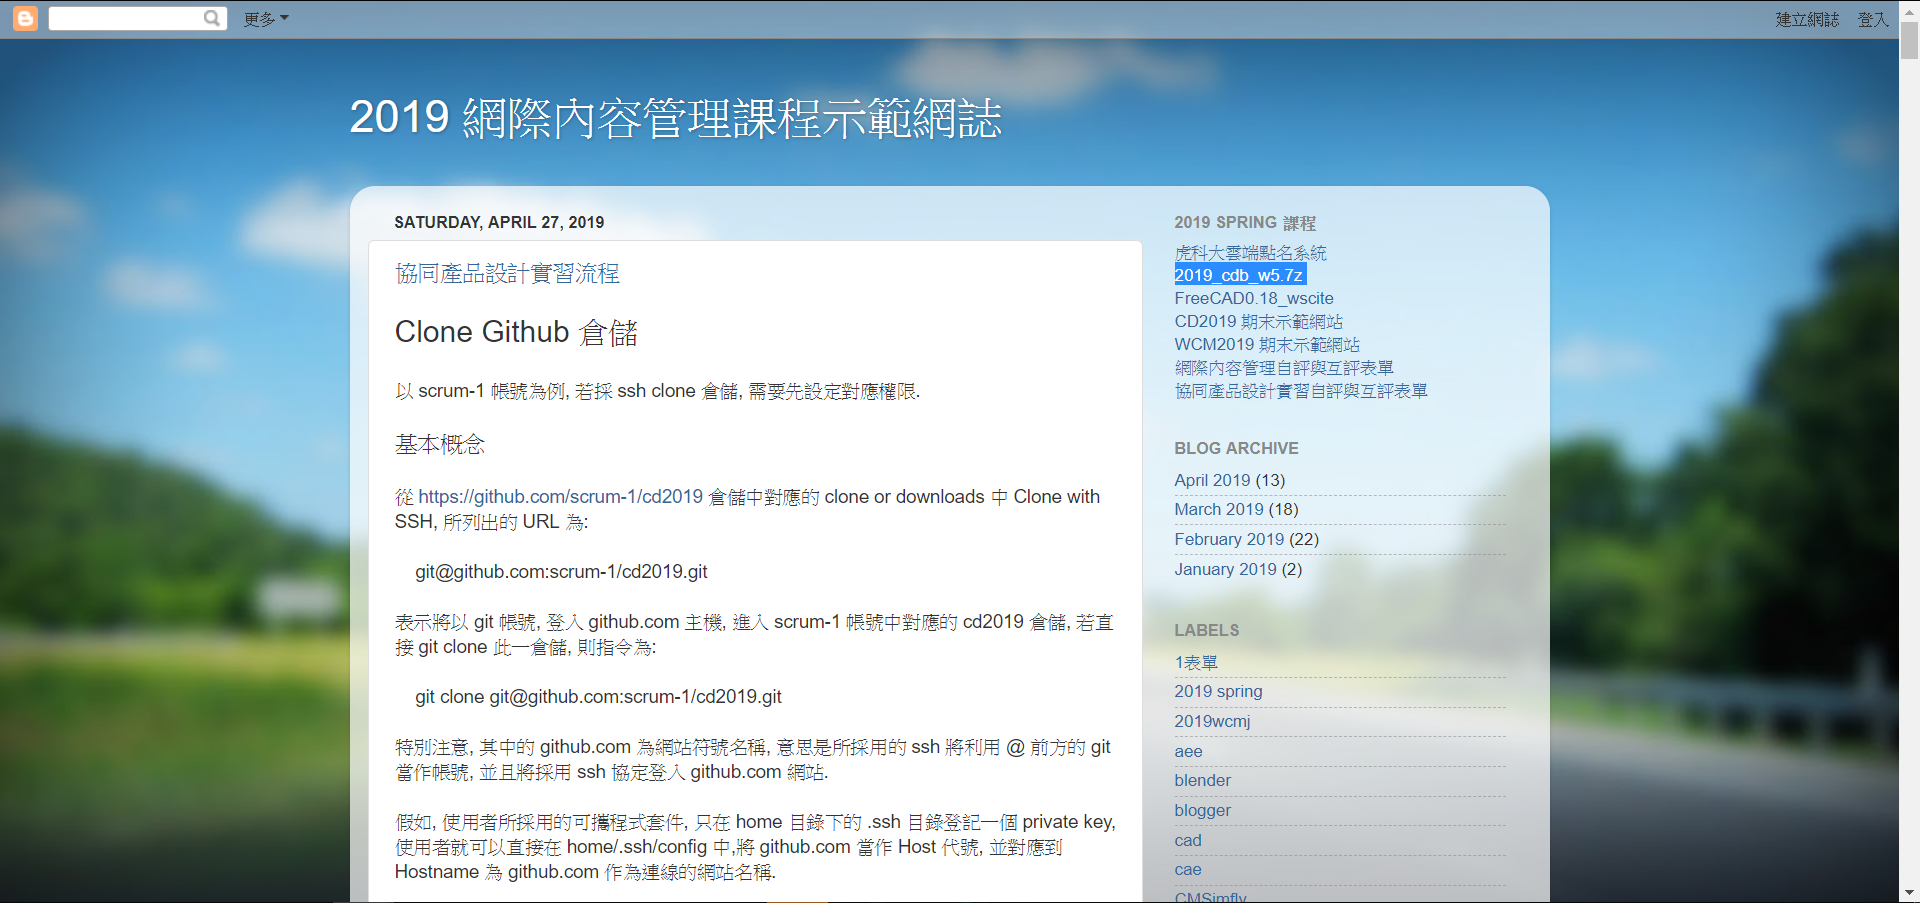 更多
建立網誌 登入
2019 網際內容管理課程示範網誌
SATURDAY, APRIL 27, 2019
協同產品設計實習流程
Clone Github 倉儲
以 scrum-1 帳號為例, 若採 ssh clone 倉儲, 需要先設定對應權限.
基本概念
從 https://github.com/scrum-1/cd2019 倉儲中對應的 clone or downloads 中 Clone with
SSH, 所列出的 URL 為:
git@github.com:scrum-1/cd2019.git
表示將以 git 帳號, 登入 github.com 主機, 進入 scrum-1 帳號中對應的 cd2019 倉儲, 若直
接 git clone 此一倉儲, 則指令為:
git clone git@github.com:scrum-1/cd2019.git
特別注意, 其中的 github.com 為網站符號名稱, 意思是所採用的 ssh 將利用 @ 前方的 git
當作帳號, 並且將採用 ssh 協定登入 github.com 網站.
假如, 使用者所採用的可攜程式套件, 只在 home 目錄下的 .ssh 目錄登記一個 private key,
使用者就可以直接在 home/.ssh/config 中,將 github.com 當作 Host 代號, 並對應到
Hostname 為 github.com 作為連線的網站名稱.
2019 SPRING 課程
虎科大雲端點名系統
2019_cdb_w5.7z
FreeCAD0.18_wscite
CD2019 期末示範網站
WCM2019 期末示範網站
網際內容管理自評與互評表單
協同產品設計實習自評與互評表單
BLOG ARCHIVE
April 2019 (13)
March 2019 (18)
February 2019 (22)
January 2019 (2)
LABELS
1表單
2019 spring
2019wcmj
aee
blender
blogger
cad
cae
CMSimfly